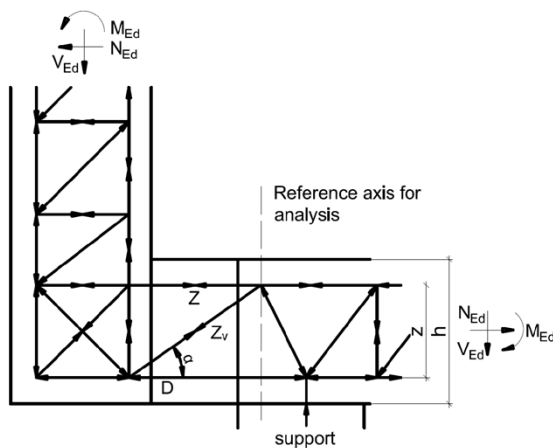 M_Ed
V_Ed N_Ed
Reference axis for
analysis
Z
Z_v
α
D
z
h
N_Ed
M_Ed
V_Ed
support